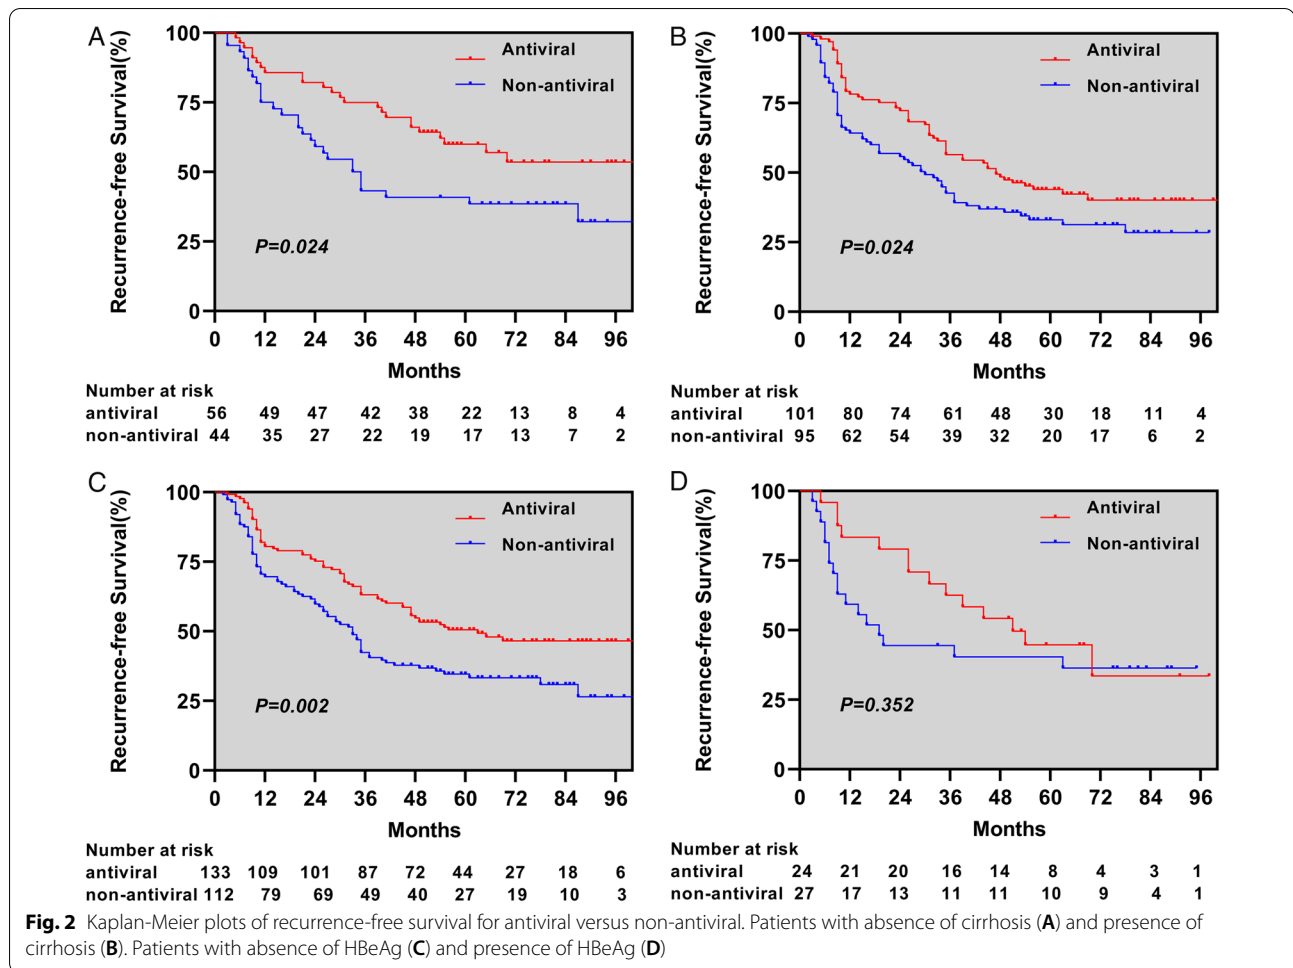 A
Recurrence-free Survival(%)
100
75
50
25
0
Antiviral
Non-antiviral
P=0.024
0 12 24 36 48 60 72 84 96
Months
Number at risk
antiviral 56 49 47 42 38 22 13 8 4
non-antiviral 44 35 27 22 19 17 13 7 2
B
Recurrence-free Survival(%)
100
75
50
25
0
Antiviral
Non-antiviral
P=0.024
0 12 24 36 48 60 72 84 96
Months
Number at risk
antiviral 101 80 74 61 48 30 18 11 4
non-antiviral 95 62 54 39 32 20 17 6 2
C
Recurrence-free Survival(%)
100
75
50
25
0
Antiviral
Non-antiviral
P=0.002
0 12 24 36 48 60 72 84 96
Months
Number at risk
antiviral 133 109 101 87 72 44 27 18 6
non-antiviral 112 79 69 49 40 27 19 10 3
D
Recurrence-free Survival(%)
100
75
50
25
0
Antiviral
Non-antiviral
P=0.352
0 12 24 36 48 60 72 84 96
Months
Number at risk
antiviral 24 21 20 16 14 8 4 3 1
non-antiviral 27 17 13 11 11 10 9 4 1
Fig. 2 Kaplan-Meier plots of recurrence-free survival for antiviral versus non-antiviral. Patients with absence of cirrhosis (A) and presence of
cirrhosis (B). Patients with absence of HBeAg (C) and presence of HBeAg (D)